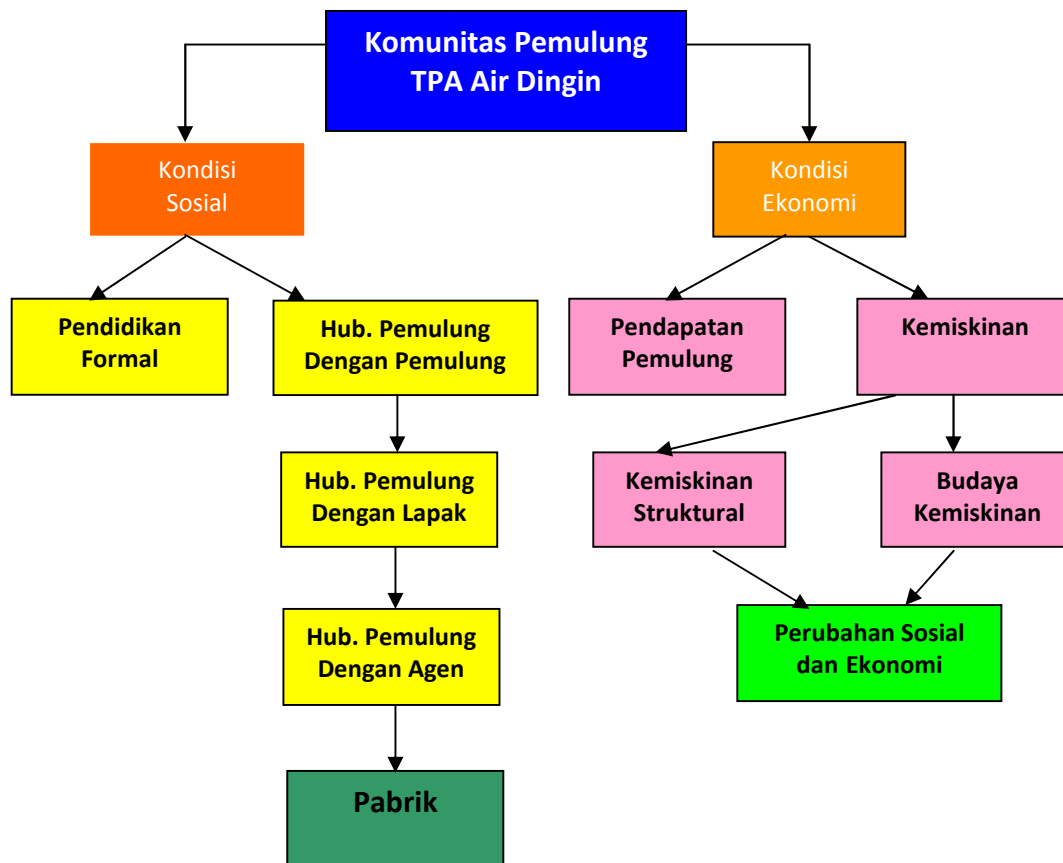 Komunitas Pemulung
TPA Air Dingin
Kondisi
Sosial
Kondisi
Ekonomi
Pendidikan
Formal
Hub. Pemulung
Dengan Pemulung
Pendapatan
Pemulung
Kemiskinan
Hub. Pemulung
Dengan Lapak
Kemiskinan
Struktural
Budaya
Kemiskinan
Hub. Pemulung
Dengan Agen
Perubahan Sosial
dan Ekonomi
Pabrik